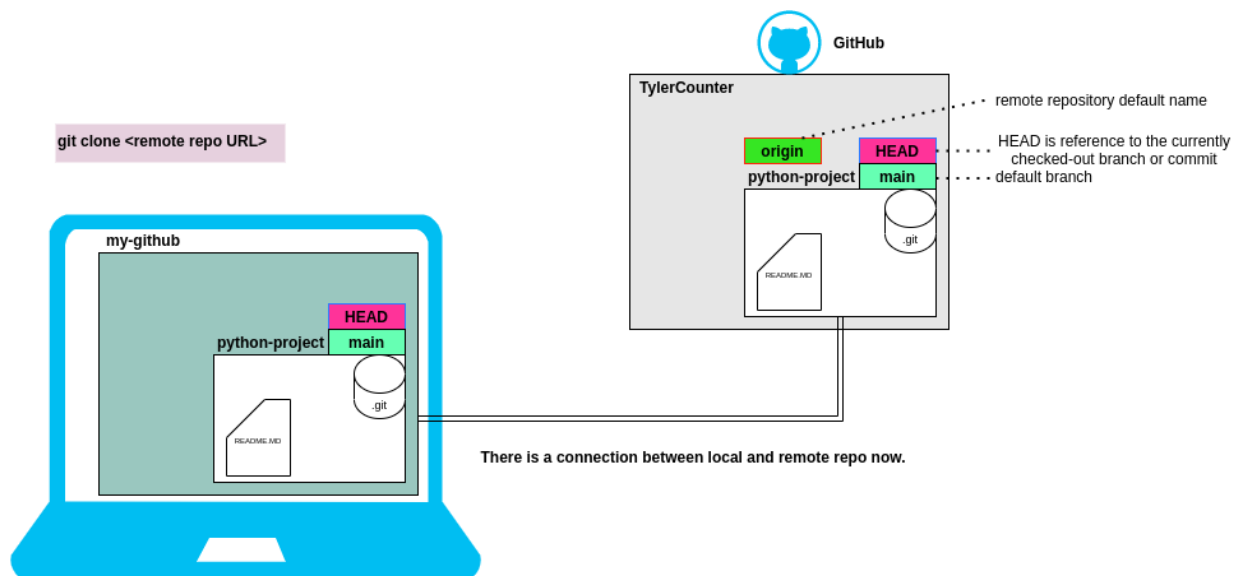 GitHub
TylerCounter
remote repository default name
git clone <remote repo URL>
origin
HEAD
HEAD is reference to the currently
checked-out branch or commit
python-project
main
default branch
.git
README.MD
my-github
HEAD
python-project
main
.git
README.MD
There is a connection between local and remote repo now.